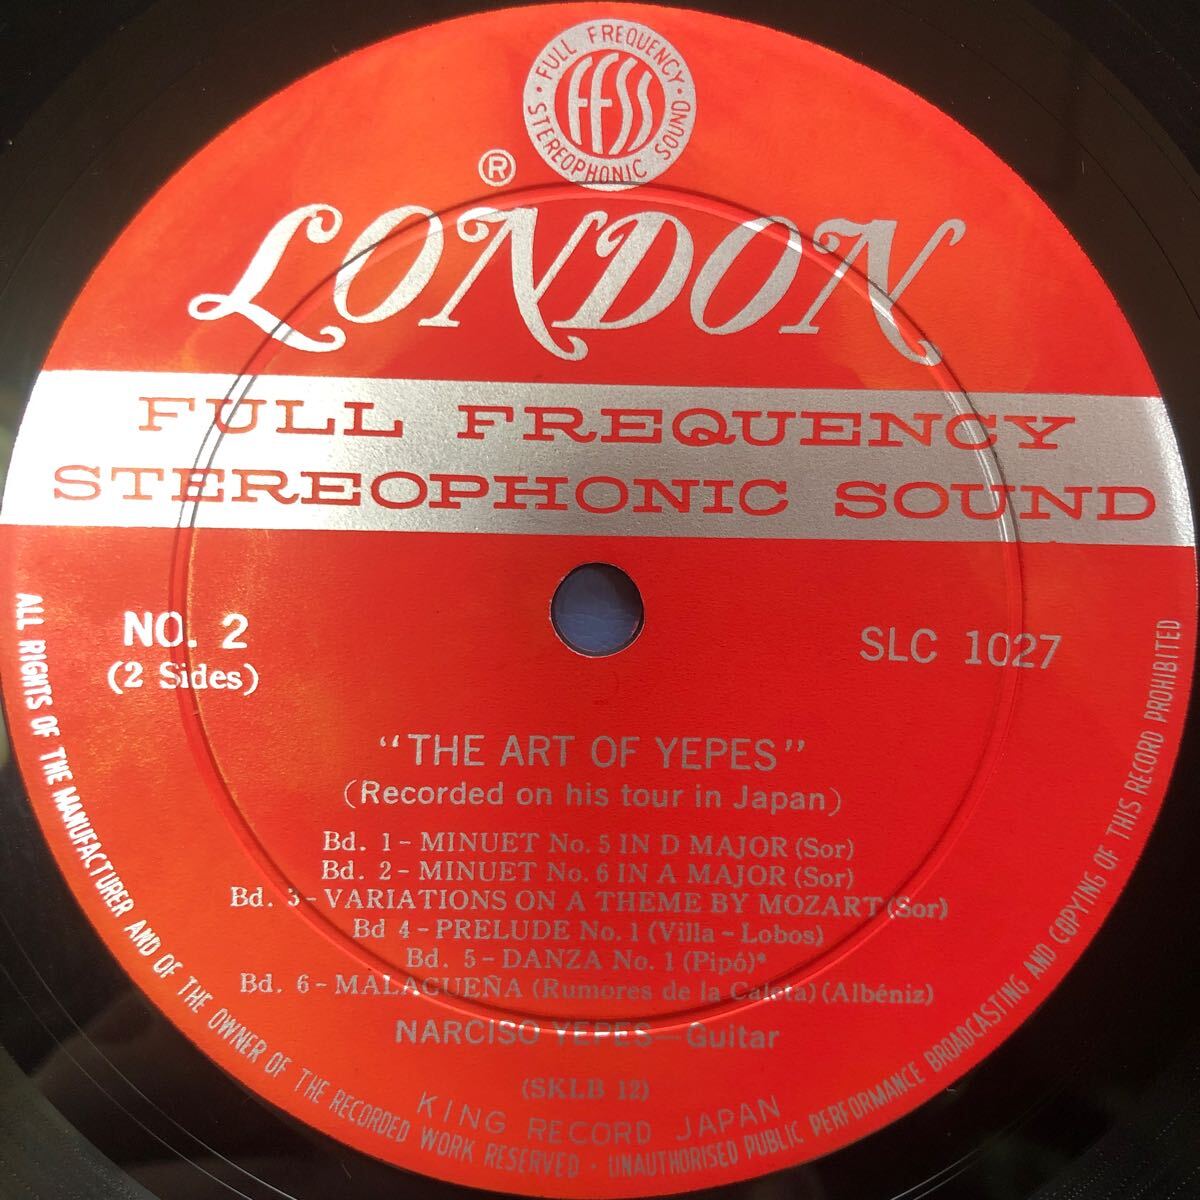 · FULL FREQUENCY · STEREOPHONIC SOUND
FFSS
®
LONDON
FULL FREQUENCY
STEREOPHONIC SOUND
NO. 2
(2 Sides)
SLC 1027
"THE ART OF YEPES"
(Recorded on his tour in Japan)
Bd. 1 - MINUET No. 5 IN D MAJOR (Sor)
Bd. 2 - MINUET No. 6 IN A MAJOR (Sor)
Bd. 3 - VARIATIONS ON A THEME BY MOZART (Sor)
Bd 4 - PRELUDE No. 1 (Villa - Lobos)
Bd. 5 - DANZA No. 1 (Pipó)*
Bd. 6 - MALAGUEÑA (Rumores de la Caleta) (Albéniz)
NARCISO YEPES — Guitar
(SKLB 12)
KING RECORD JAPAN
ALL RIGHTS OF THE MANUFACTURER AND OF THE OWNER OF THE RECORDED WORK RESERVED · UNAUTHORISED PUBLIC PERFORMANCE BROADCASTING AND COPYING OF THIS RECORD PROHIBITED